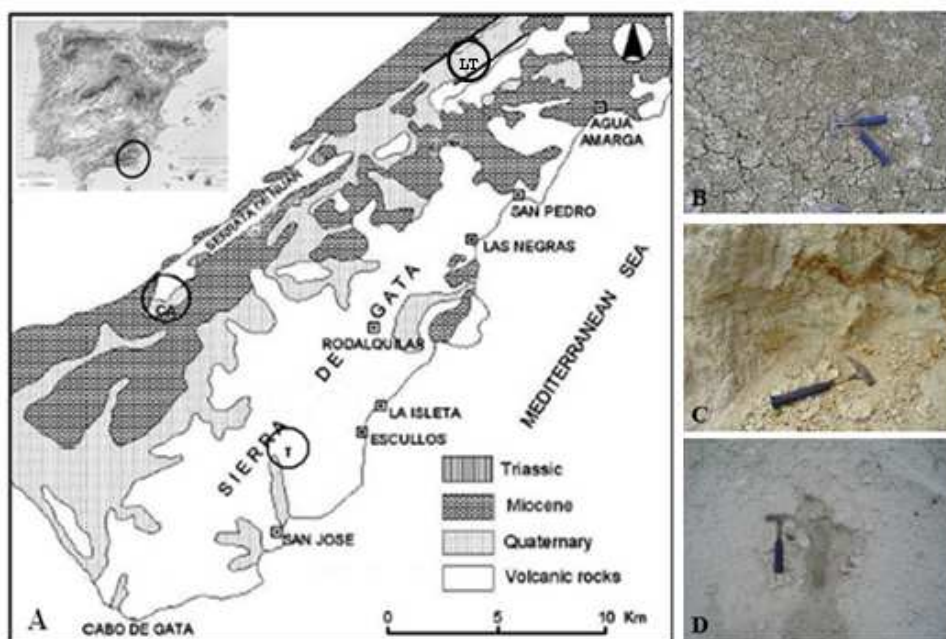 LT
AGUA
AMARGA
SERRATA DE NIJAR
SAN PEDRO
LAS NEGRAS
CA
RODALQUILAR
SIERRA DE GATA
MEDITERRANEAN SEA
LA ISLETA
ESCULLOS
T
SAN JOSE
CABO DE GATA
Triassic
Miocene
Quaternary
Volcanic rocks
0 5 10 Km
A
B
C
D